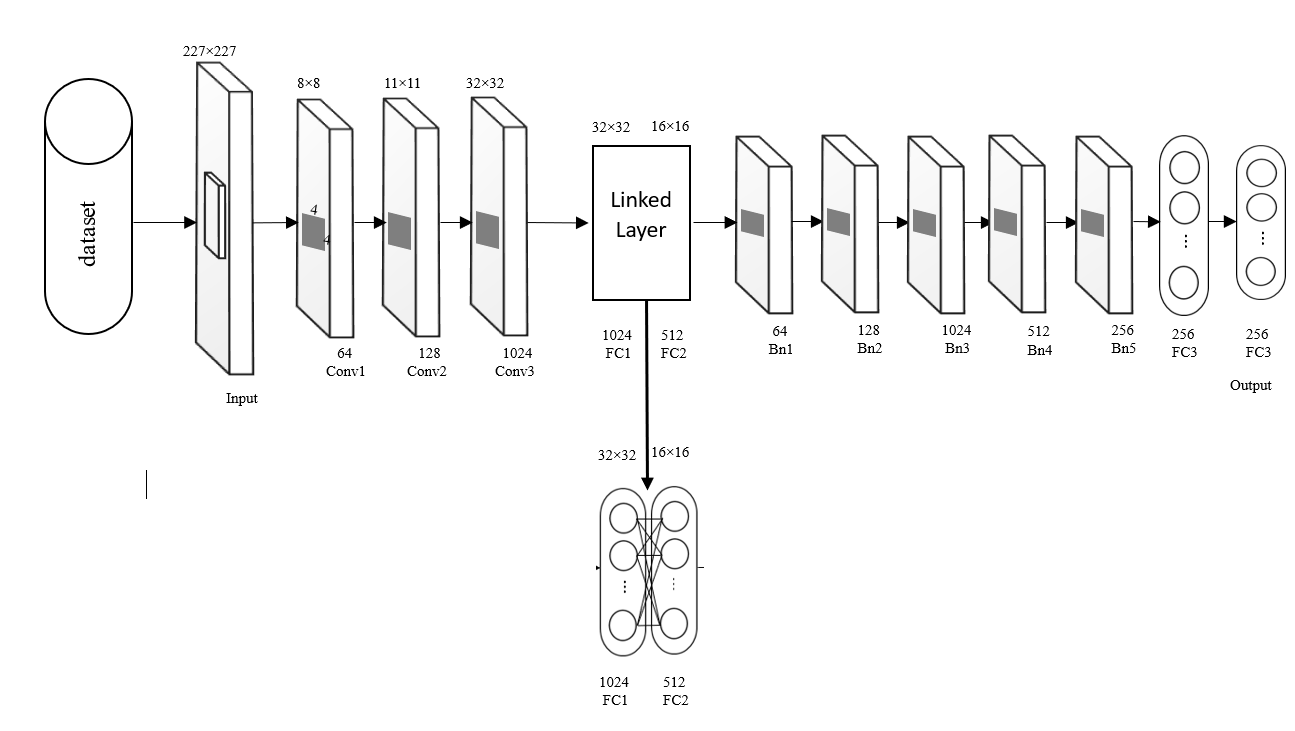 227×227
8×8
11×11
32×32
32×32
16×16
dataset
4
4
Linked
Layer
64
Conv1
128
Conv2
1024
Conv3
Input
1024
FC1
512
FC2
64
Bn1
128
Bn2
1024
Bn3
512
Bn4
256
Bn5
256
FC3
256
FC3
Output
32×32
16×16
1024
FC1
512
FC2